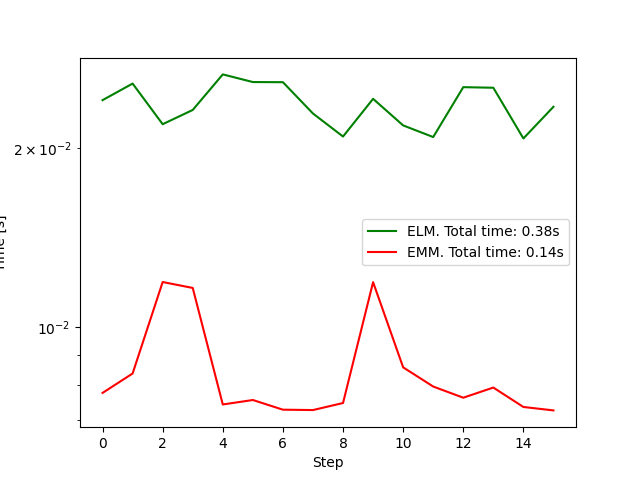 2 × 10⁻²
10⁻²
Time [s]
ELM. Total time: 0.38s
EMM. Total time: 0.14s
0 2 4 6 8 10 12 14
Step